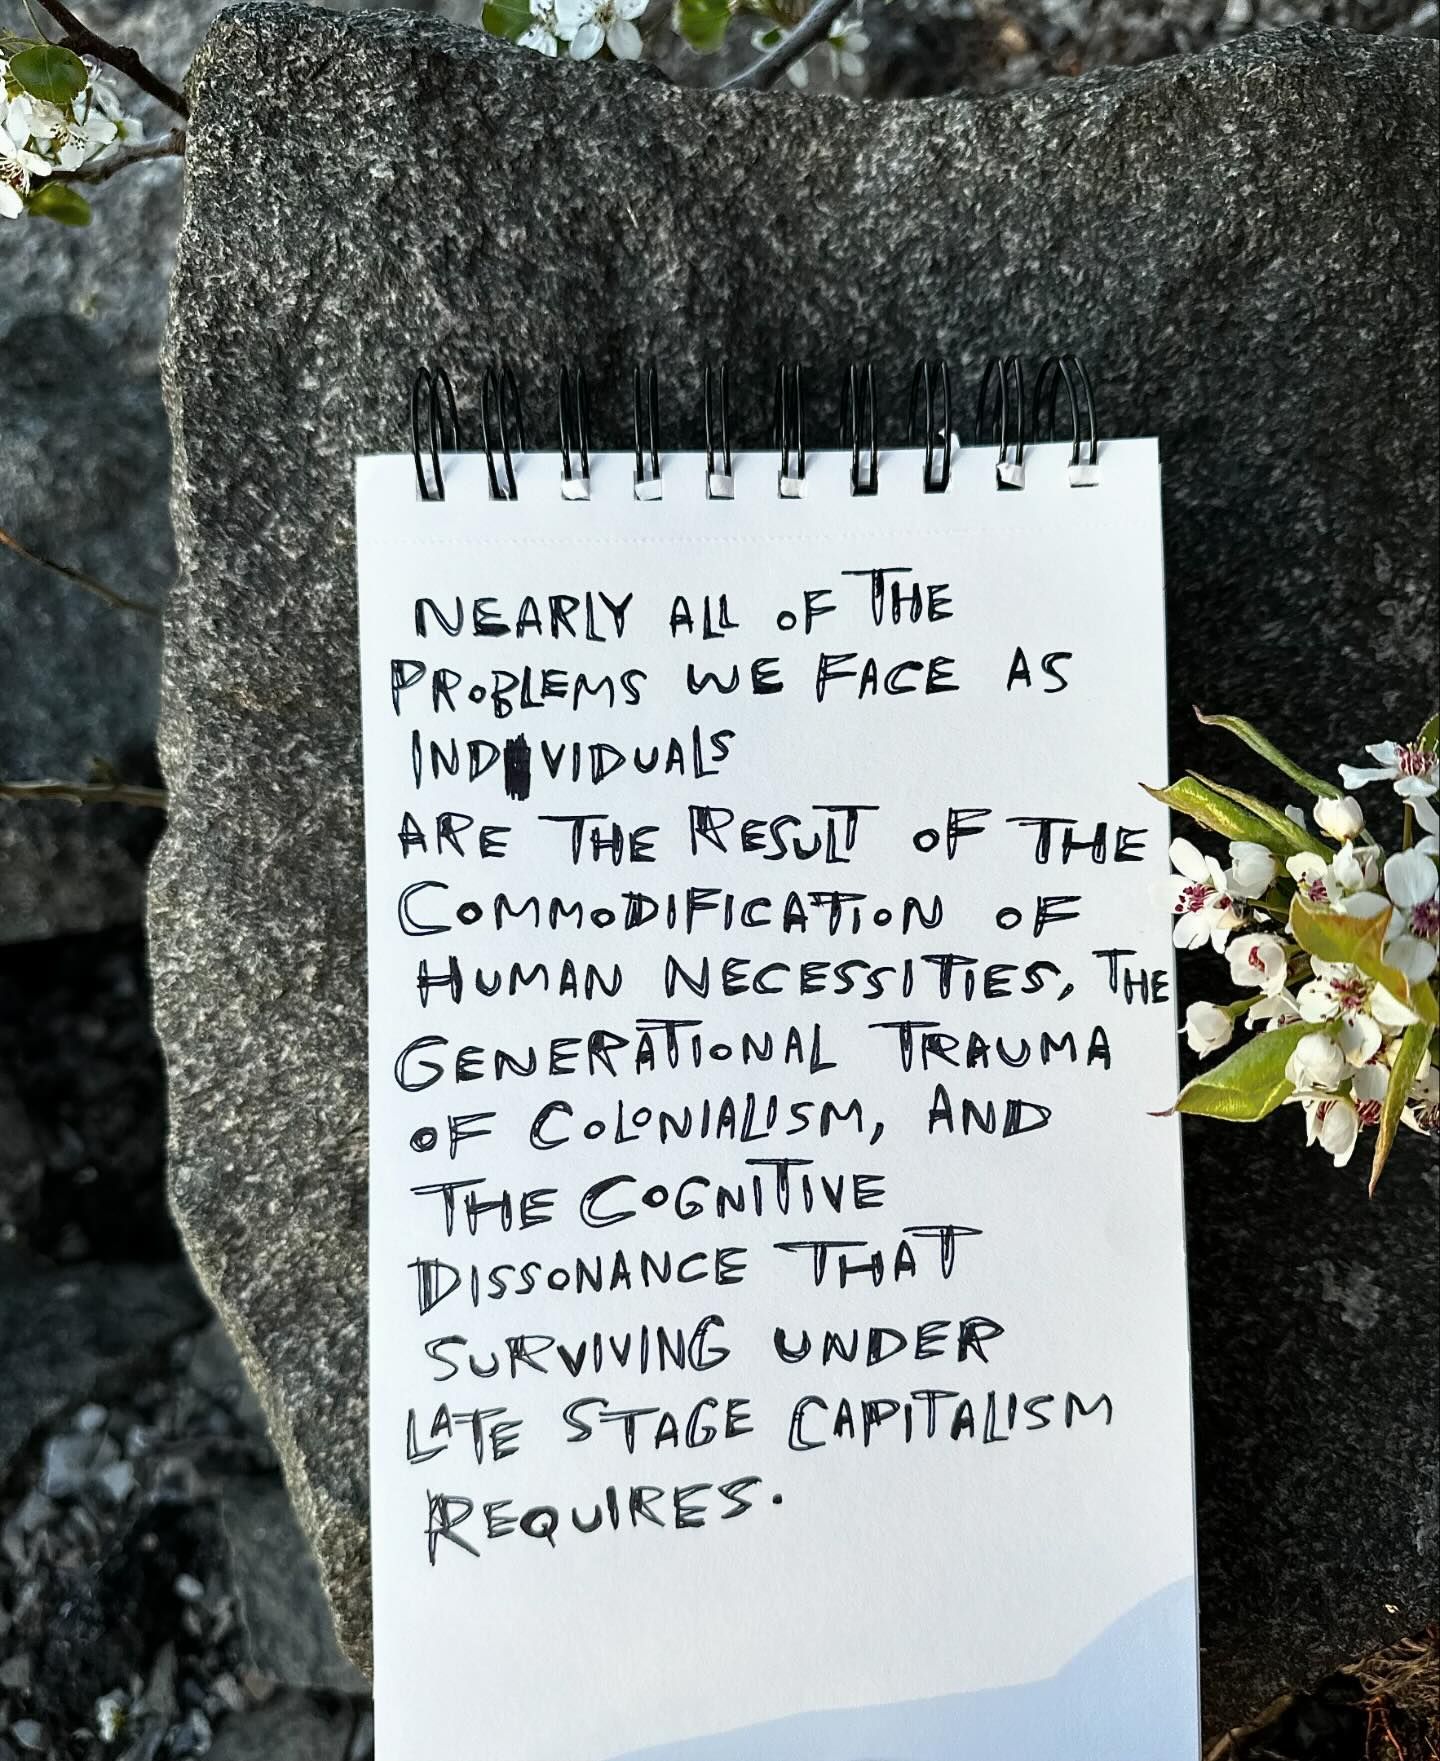 NEARLY ALL OF THE
PROBLEMS WE FACE AS
INDIVIDUALS
ARE THE RESULT OF THE
COMMODIFICATION OF
HUMAN NECESSITIES, THE
GENERATIONAL TRAUMA
OF COLONIALISM, AND
THE COGNITIVE
DISSONANCE THAT
SURVIVING UNDER
LATE STAGE CAPITALISM
REQUIRES.